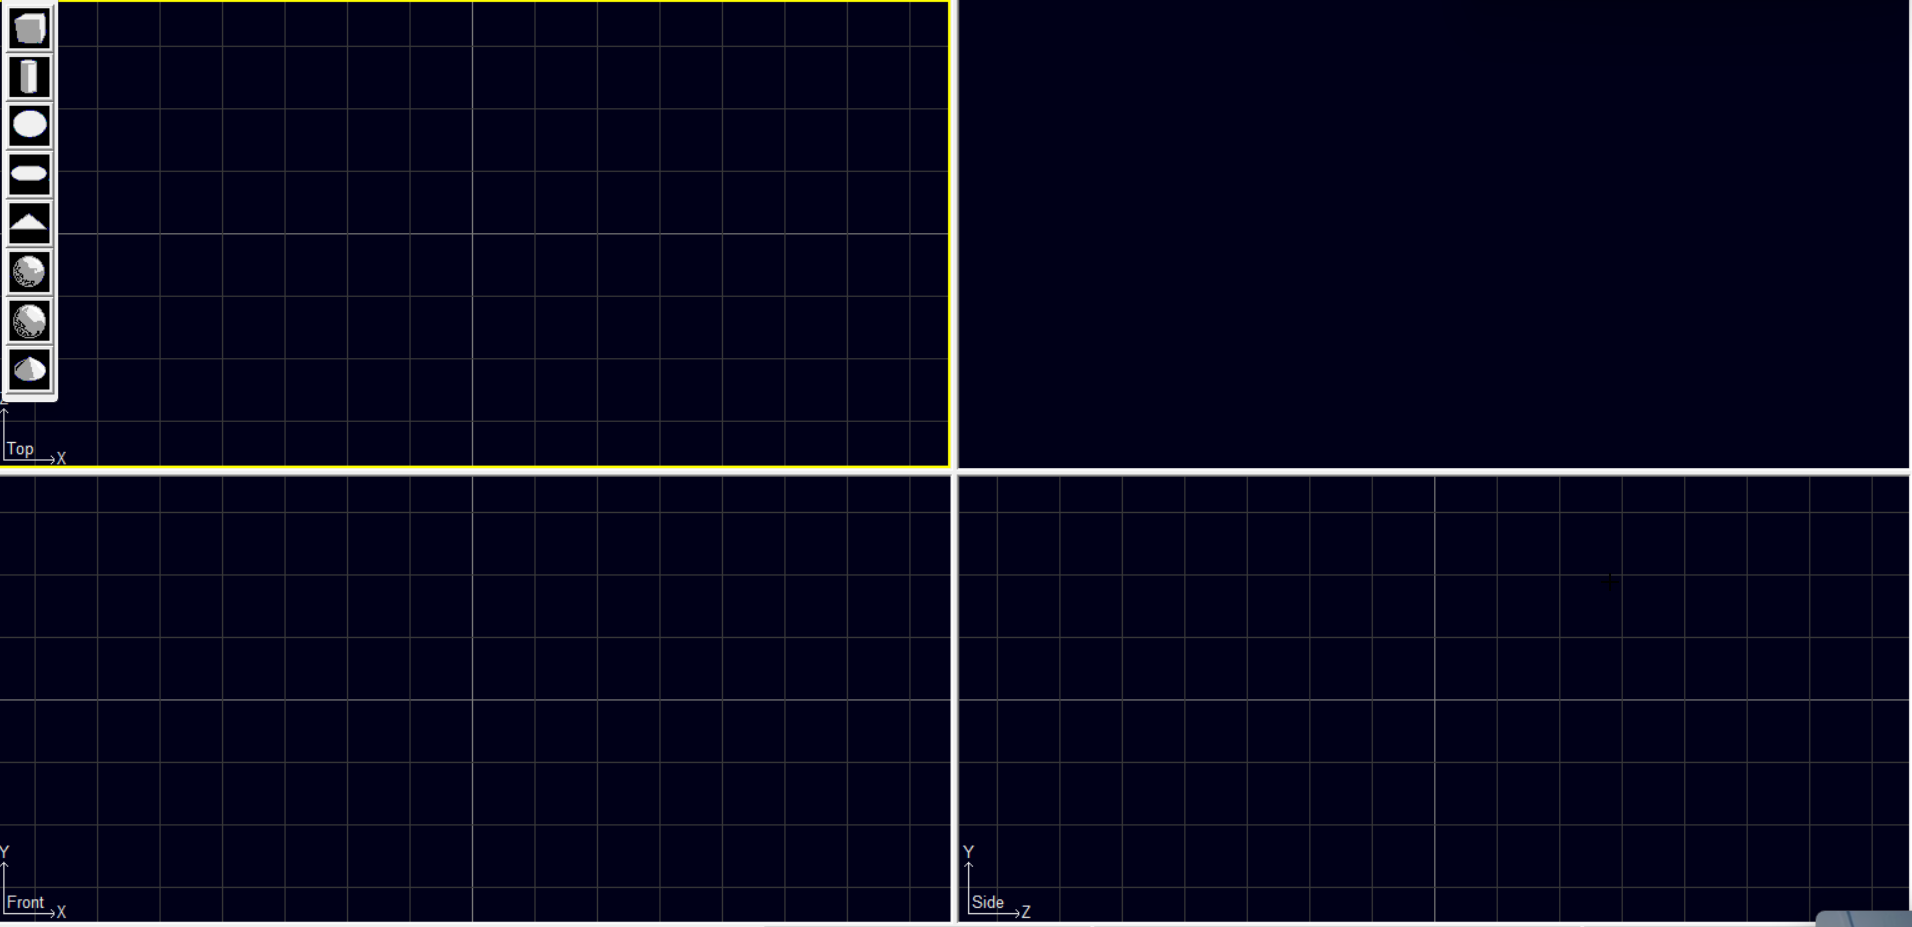 Z
Top X
Y
Front X
Y
Side Z